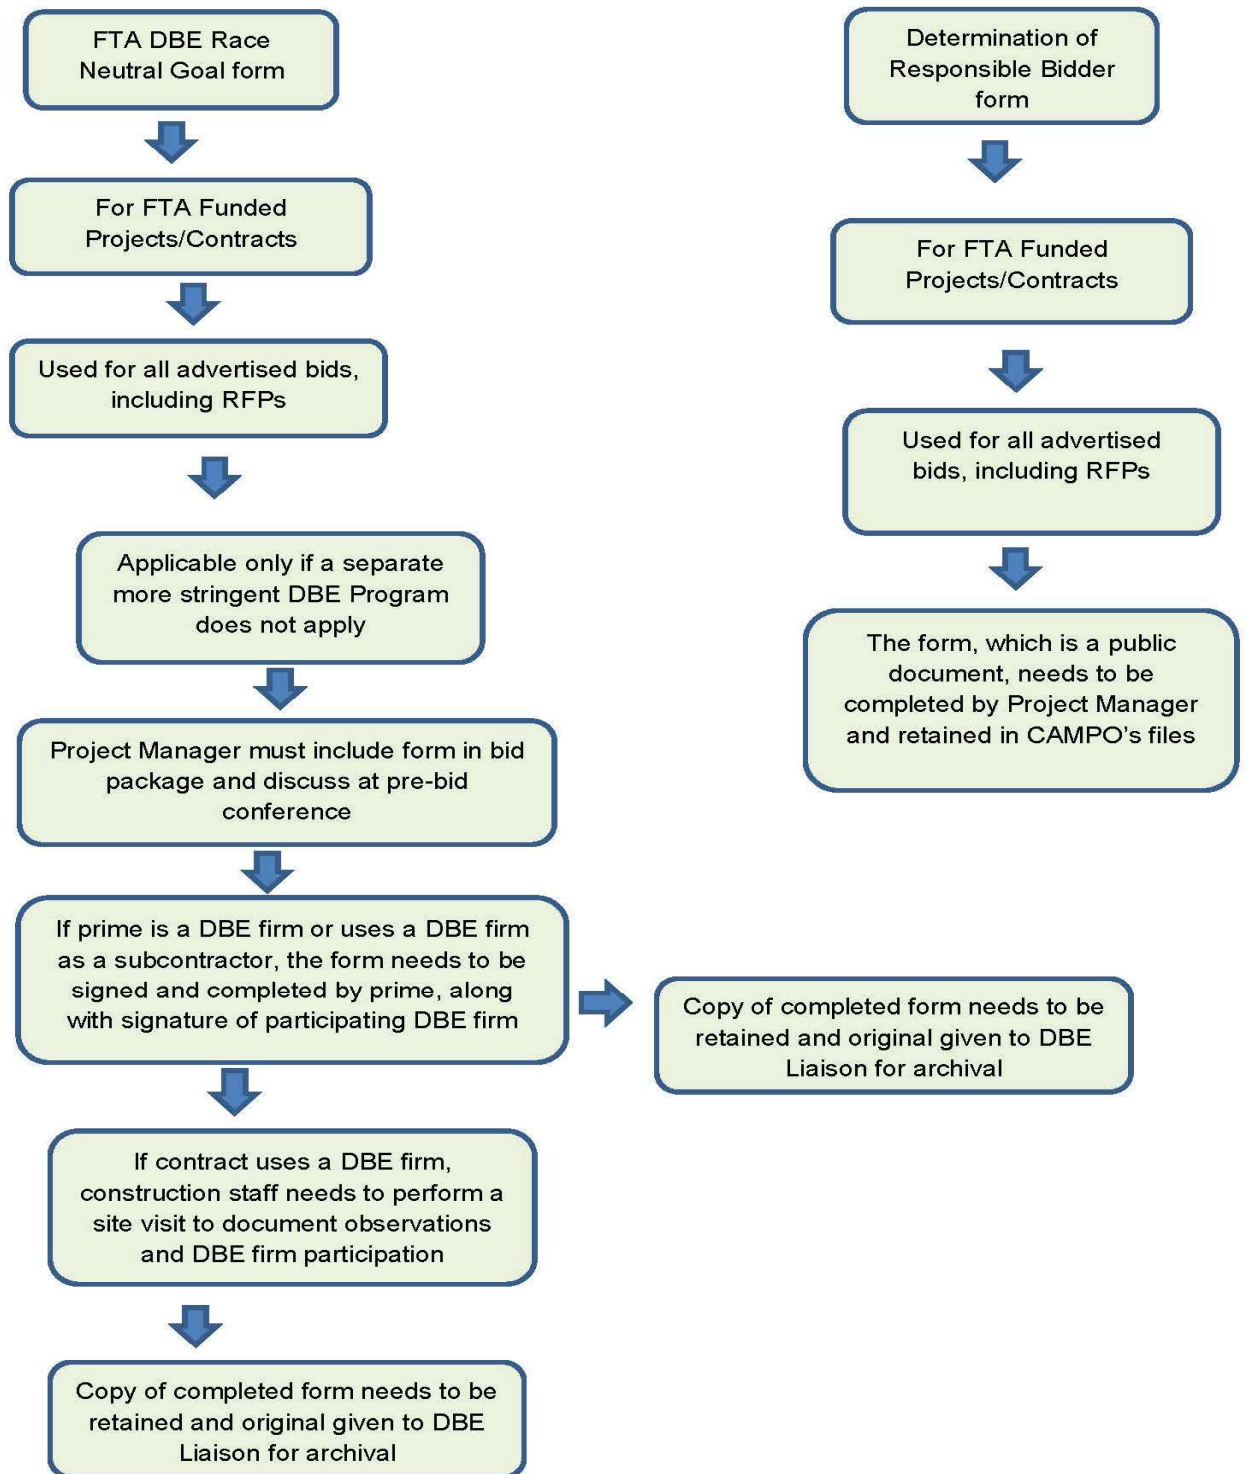 FTA DBE Race
Neutral Goal form
For FTA Funded
Projects/Contracts
Used for all advertised bids,
including RFPs
Applicable only if a separate
more stringent DBE Program
does not apply
Project Manager must include form in bid
package and discuss at pre-bid
conference
If prime is a DBE firm or uses a DBE firm
as a subcontractor, the form needs to be
signed and completed by prime, along
with signature of participating DBE firm
Copy of completed form needs to be
retained and original given to DBE
Liaison for archival
If contract uses a DBE firm,
construction staff needs to perform a
site visit to document observations
and DBE firm participation
Copy of completed form needs to be
retained and original given to DBE
Liaison for archival
Determination of
Responsible Bidder
form
For FTA Funded
Projects/Contracts
Used for all advertised
bids, including RFPs
The form, which is a public
document, needs to be
completed by Project Manager
and retained in CAMPO’s files